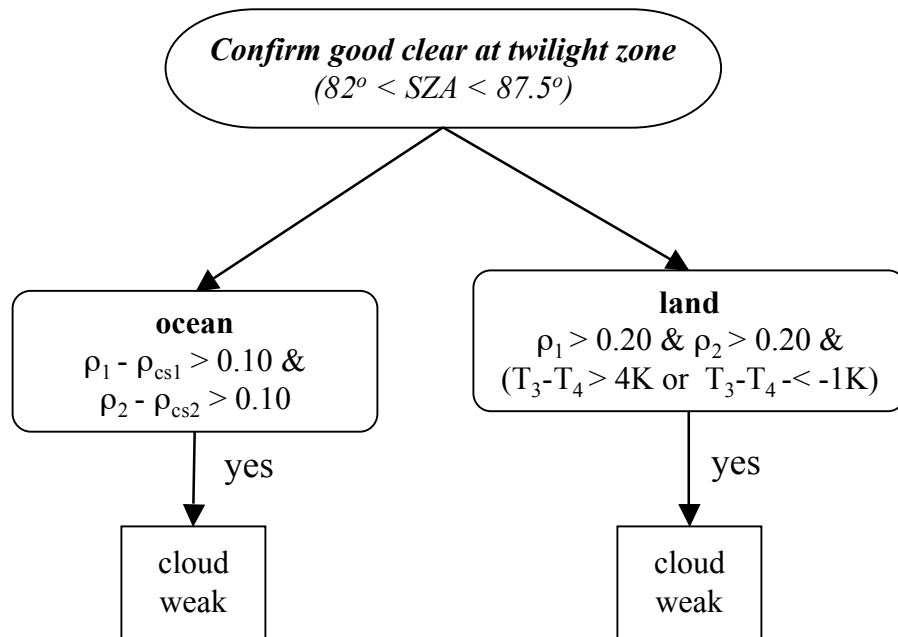 Confirm good clear at twilight zone
(82° < SZA < 87.5°)
ocean
ρ1 - ρcs1 > 0.10 &
ρ2 - ρcs2 > 0.10
land
ρ1 > 0.20 & ρ2 > 0.20 &
(T3-T4 > 4K or T3-T4 -< -1K)
yes
yes
cloud
weak
cloud
weak